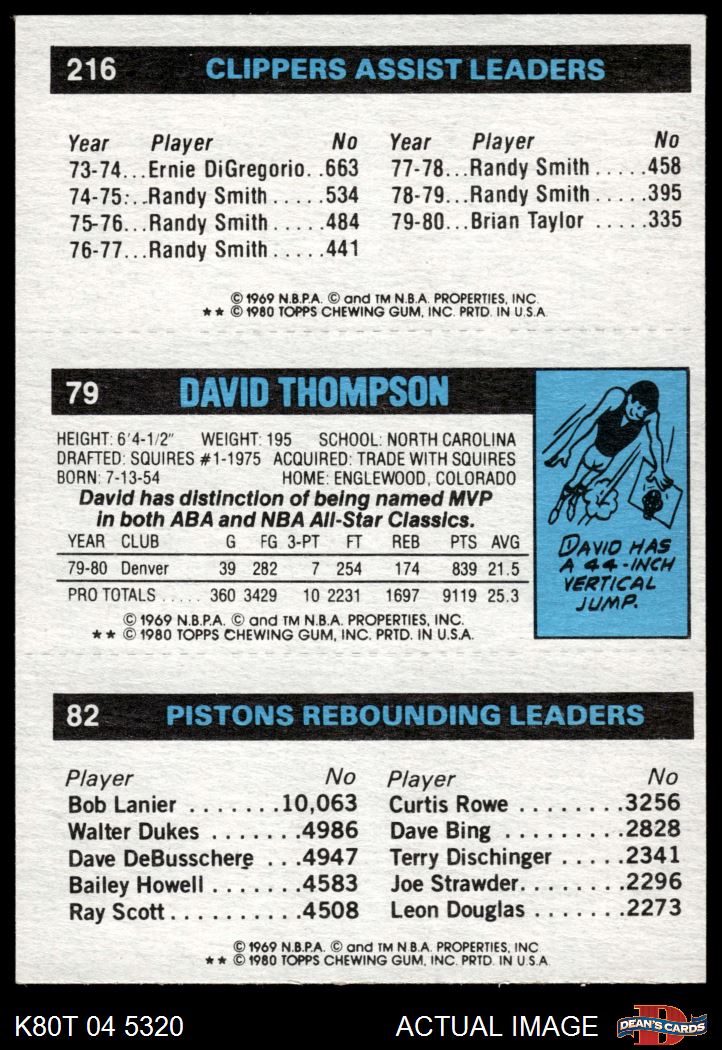 216 CLIPPERS ASSIST LEADERS
Year Player No Year Player No
73-74...Ernie DiGregorio..663 77-78...Randy Smith.....458
74-75:..Randy Smith.....534 78-79...Randy Smith.....395
75-76...Randy Smith.....484 79-80...Brian Taylor.....335
76-77...Randy Smith.....441
© 1969 N.B.P.A. © and TM N.B.A. PROPERTIES, INC.
** © 1980 TOPPS CHEWING GUM, INC. PRTD. IN U.S.A.
79 DAVID THOMPSON
HEIGHT: 6'4-1/2" WEIGHT: 195 SCHOOL: NORTH CAROLINA
DRAFTED: SQUIRES #1-1975 ACQUIRED: TRADE WITH SQUIRES
BORN: 7-13-54 HOME: ENGLEWOOD, COLORADO
David has distinction of being named MVP
in both ABA and NBA All-Star Classics.
YEAR CLUB G FG 3-PT FT REB PTS AVG
79-80 Denver 39 282 7 254 174 839 21.5
PRO TOTALS ..... 360 3429 10 2231 1697 9119 25.3
© 1969 N.B.P.A. © and TM N.B.A. PROPERTIES, INC.
** © 1980 TOPPS CHEWING GUM, INC. PRTD. IN U.S.A.
DAVID HAS
A 44-INCH
VERTICAL
JUMP.
82 PISTONS REBOUNDING LEADERS
Player No Player No
Bob Lanier.......10,063 Curtis Rowe........3256
Walter Dukes.......4986 Dave Bing.........2828
Dave DeBusschere...4947 Terry Dischinger.....2341
Bailey Howell.......4583 Joe Strawder........2296
Ray Scott..........4508 Leon Douglas.......2273
© 1969 N.B.P.A. © and TM N.B.A. PROPERTIES, INC
** © 1980 TOPPS CHEWING GUM, INC. PRTD. IN U.S.A
K80T 04 5320 ACTUAL IMAGE D DEAN'S CARDS